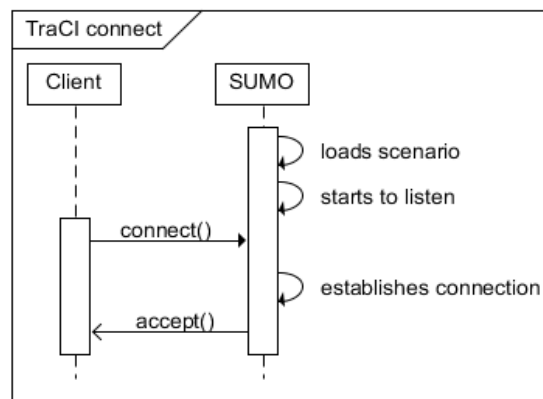 TraCI connect
Client
SUMO
loads scenario
starts to listen
connect()
establishes connection
accept()